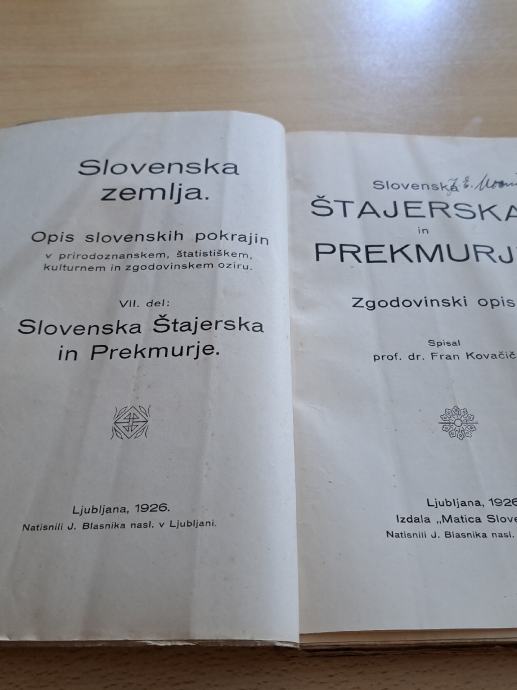 Slovenska
zemlja.
Opis slovenskih pokrajin
v prirodoznanskem, štatistiškem,
kulturnem in zgodovinskem oziru.
VII. del:
Slovenska Štajerska
in Prekmurje.
Ljubljana, 1926.
Natisnili J. Blasnika nasl. v Ljubljani.
Slovenska
ŠTAJERSKA
in
PREKMURJ
Zgodovinski opis
Spisal
prof. dr. Fran Kovačič
Ljubljana, 1926
Izdala „Matica Slove
Natisnili J. Blasnika nasl.